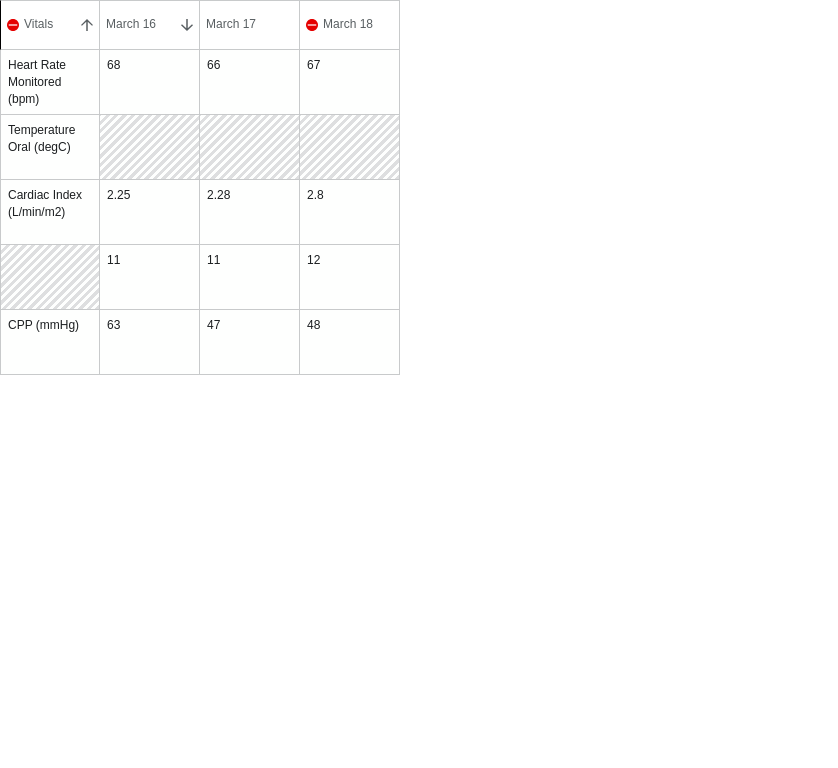 Vitals March 16 March 17 March 18
Heart Rate 68 66 67
Monitored
(bpm)
Temperature
Oral (degC)
Cardiac Index 2.25 2.28 2.8
(L/min/m2)
11 11 12
CPP (mmHg) 63 47 48